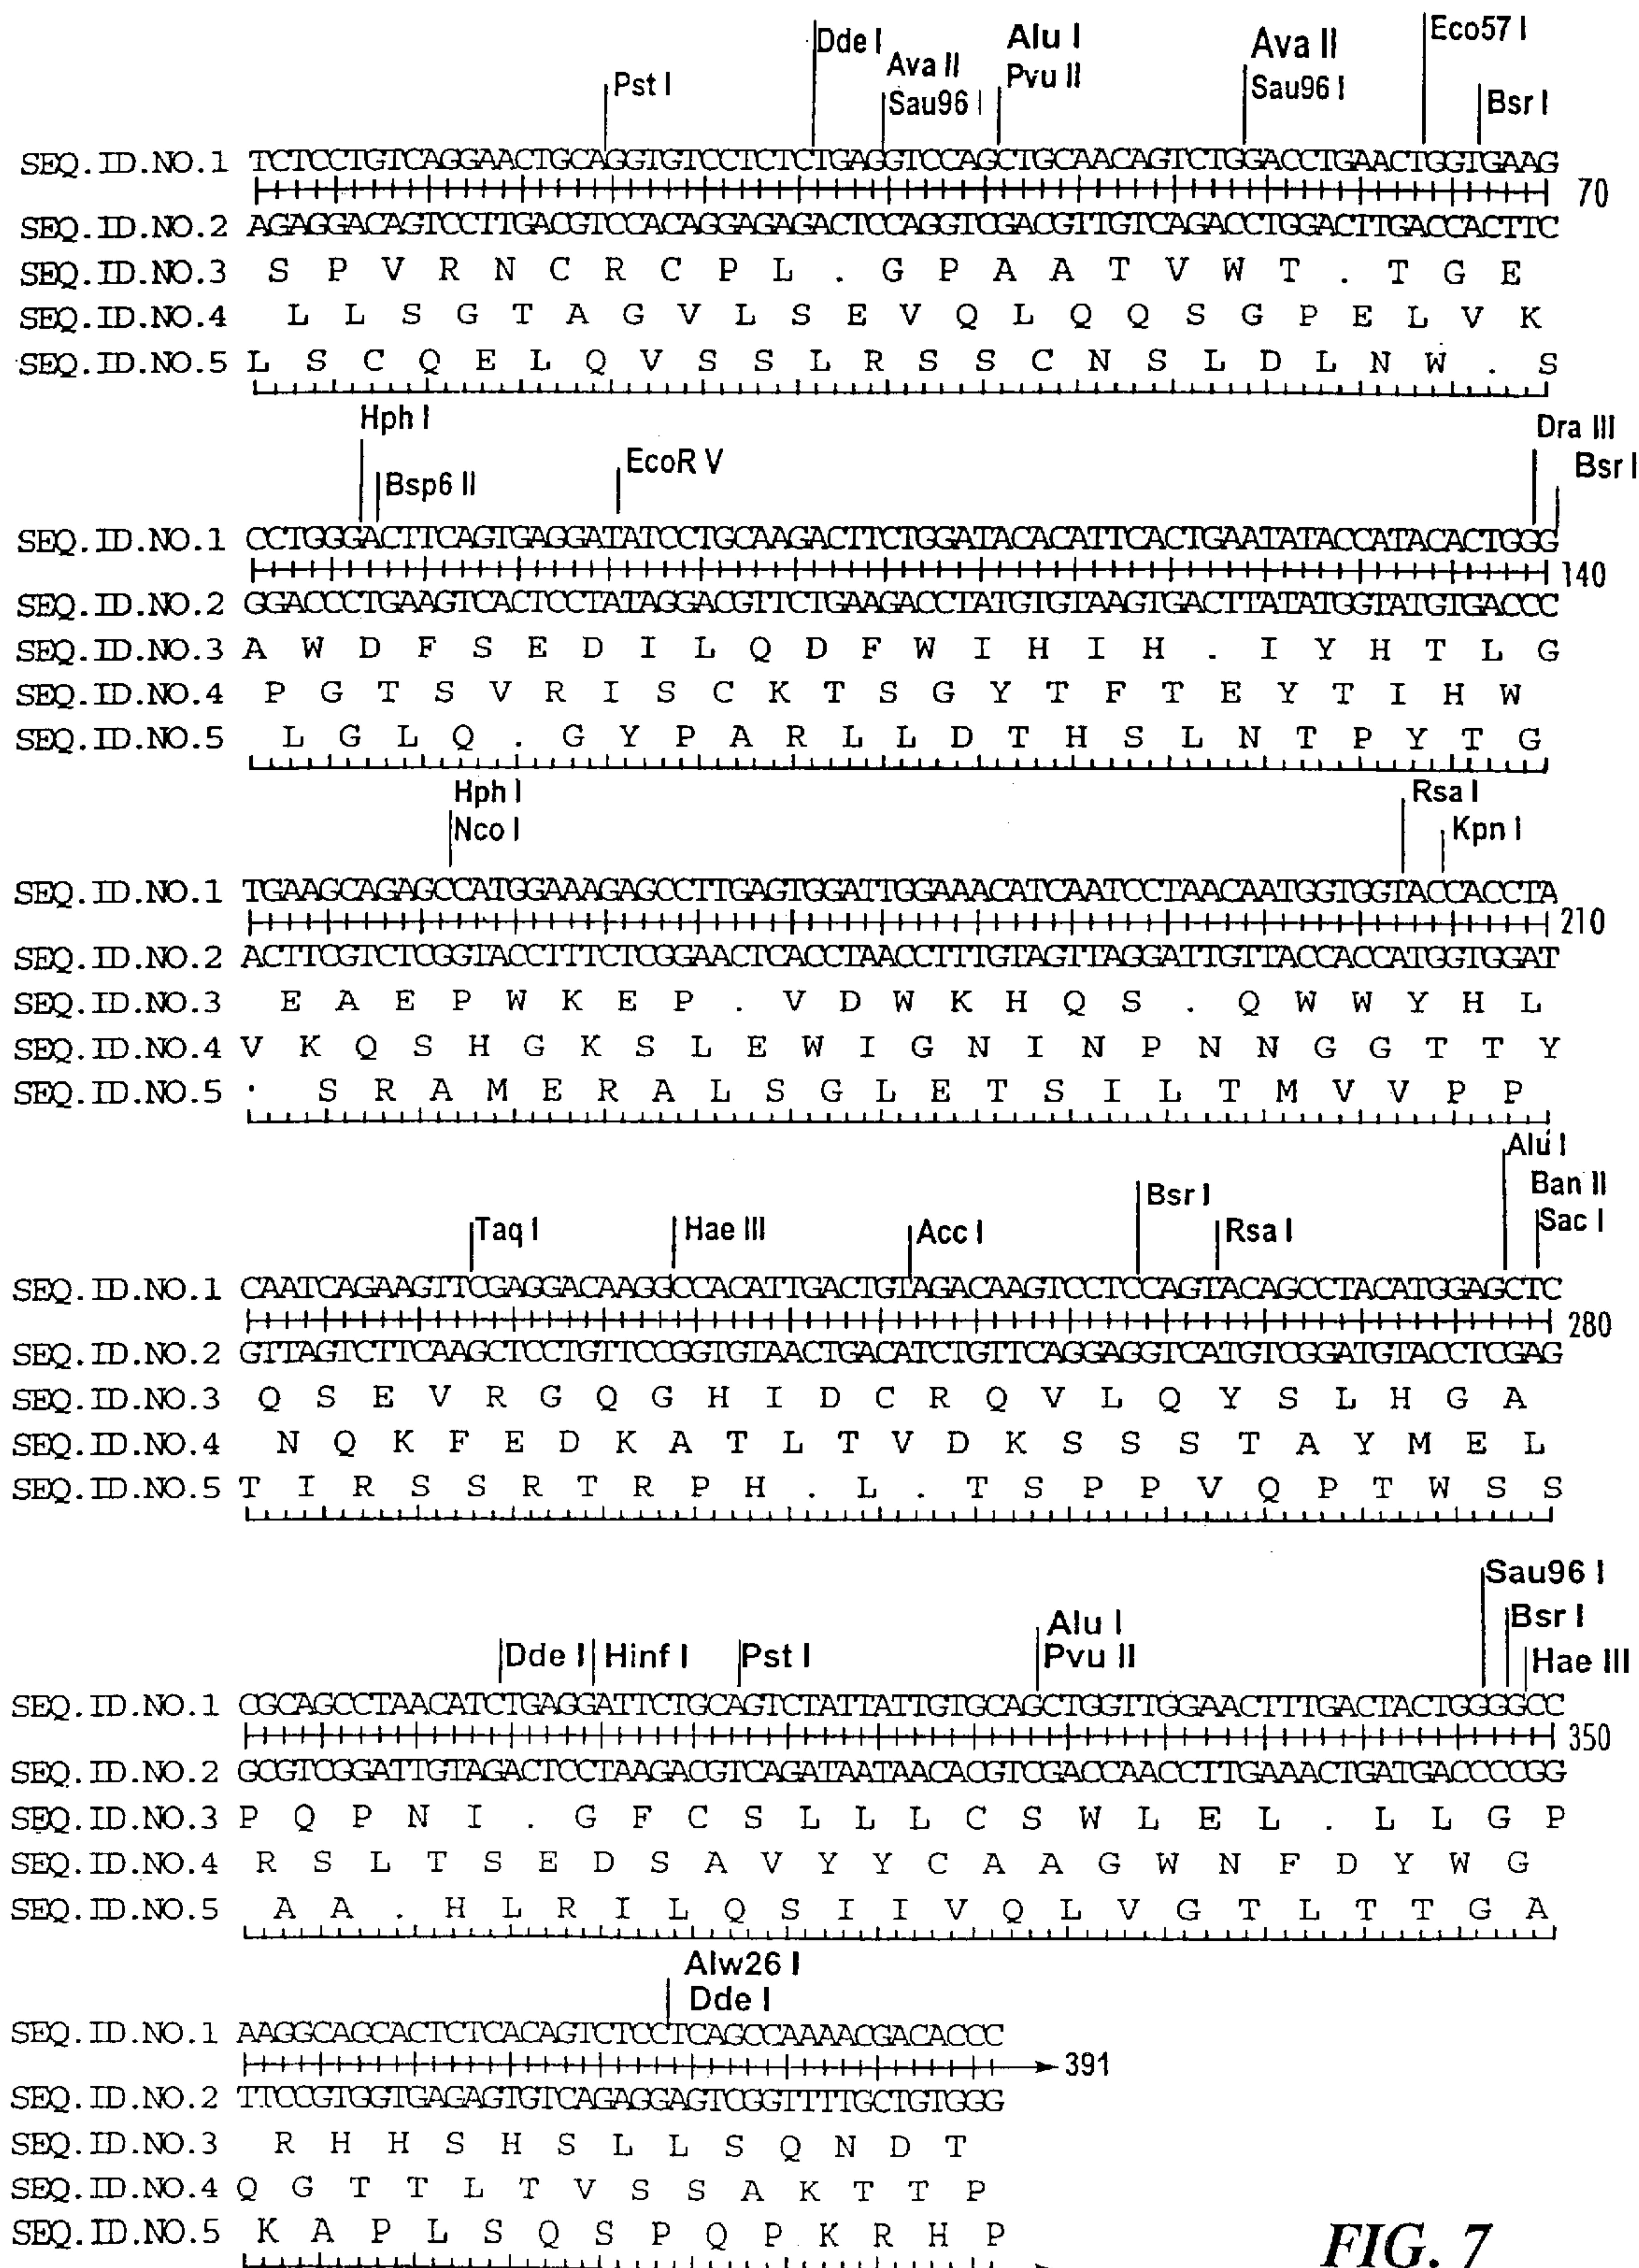 Dde I Alu I Ava II Eco57 I
Pst I Ava II Pvu II Sau96 I Bsr I
Sau96 I
SEQ.ID.NO.1 TCTCCTGTCAGGAACTGCAGGTGTCCTCTCTGAGGTCCAGCTGCAACAGTCTGGACCTGAACTGGTGAAG
70
SEQ.ID.NO.2 AGAGGACAGTCCTTGACGTCCACAGGAGAGACTCCAGGTCGACGTTGTCAGACCTGGACTTGACCACTTC
SEQ.ID.NO.3 S P V R N C R C P L . G P A A T V W T . T G E
SEQ.ID.NO.4 L L S G T A G V L S E V Q L Q Q S G P E L V K
SEQ.ID.NO.5 L S C Q E L Q V S S L R S S C N S L D L N W . S
Hph I Dra III
Bsp6 II EcoR V Bsr I
SEQ.ID.NO.1 CCTGGGACTTCAGTGAGGATATCCTGCAAGACTTCTGGATACACATTCACTGAATATACCATACACTGGG
140
SEQ.ID.NO.2 GGACCCTGAAGTCACTCCTATAGGACGTTCTGAAGACCTATGTGTAAGTGACTTATATGGTATGTGACCC
SEQ.ID.NO.3 A W D F S E D I L Q D F W I H I H . I Y H T L G
SEQ.ID.NO.4 P G T S V R I S C K T S G Y T F T E Y T I H W
SEQ.ID.NO.5 L G L Q . G Y P A R L L D T H S L N T P Y T G
Hph I Rsa I
Nco I Kpn I
SEQ.ID.NO.1 TGAAGCAGAGCCATGGAAAGAGCCTTGAGTGGATTGGAAACATCAATCCTAACAATGGTGGTACCACCTA
210
SEQ.ID.NO.2 ACTTCGTCTCGGTACCTTTCTCGGAACTCACCTAACCTTTGTAGTTAGGATTGTTACCACCATGGTGGAT
SEQ.ID.NO.3 E A E P W K E P . V D W K H Q S . Q W W Y H L
SEQ.ID.NO.4 V K Q S H G K S L E W I G N I N P N N G G T T Y
SEQ.ID.NO.5 . S R A M E R A L S G L E T S I L T M V V P P
Alu I
Bsr I Ban II
Taq I Hae III Acc I Rsa I Sac I
SEQ.ID.NO.1 CAATCAGAAGTTCGAGGACAAGGCCACATTGACTGTAGACAAGTCCTCCAGTACAGCCTACATGGAGCTC
280
SEQ.ID.NO.2 GTTAGTCTTCAAGCTCCTGTTCCGGTGTAACTGACATCTGTTCAGGAGGTCATGTCGGATGTACCTCGAG
SEQ.ID.NO.3 Q S E V R G Q G H I D C R Q V L Q Y S L H G A
SEQ.ID.NO.4 N Q K F E D K A T L T V D K S S S T A Y M E L
SEQ.ID.NO.5 T I R S S R T R P H . L . T S P P V Q P T W S S
Sau96 I
Alu I Bsr I
Dde I Hinf I Pst I Pvu II Hae III
SEQ.ID.NO.1 CGCAGCCTAACATCTGAGGATTCTGCAGTCTATTATTGTGCAGCTGGTTGGAACTTTGACTACTGGGGCC
350
SEQ.ID.NO.2 GCGTCGGATTGTAGACTCCTAAGACGTCAGATAATAACACGTCGACCAACCTTGAAACTGATGACCCCGG
SEQ.ID.NO.3 P Q P N I . G F C S L L L C S W L E L . L L G P
SEQ.ID.NO.4 R S L T S E D S A V Y Y C A A G W N F D Y W G
SEQ.ID.NO.5 A A . H L R I L Q S I I V Q L V G T L T T G A
Alw26 I
Dde I
SEQ.ID.NO.1 AAGGCACCACTCTCACAGTCTCCTCAGCCAAAACGACACCC
391
SEQ.ID.NO.2 TTCCGTGGTGAGAGTGTCAGAGGAGTCGGTTTTGCTGTGGG
SEQ.ID.NO.3 R H H S H S L L S Q N D T
SEQ.ID.NO.4 Q G T T L T V S S A K T T P
SEQ.ID.NO.5 K A P L S Q S P Q P K R H P
FIG. 7